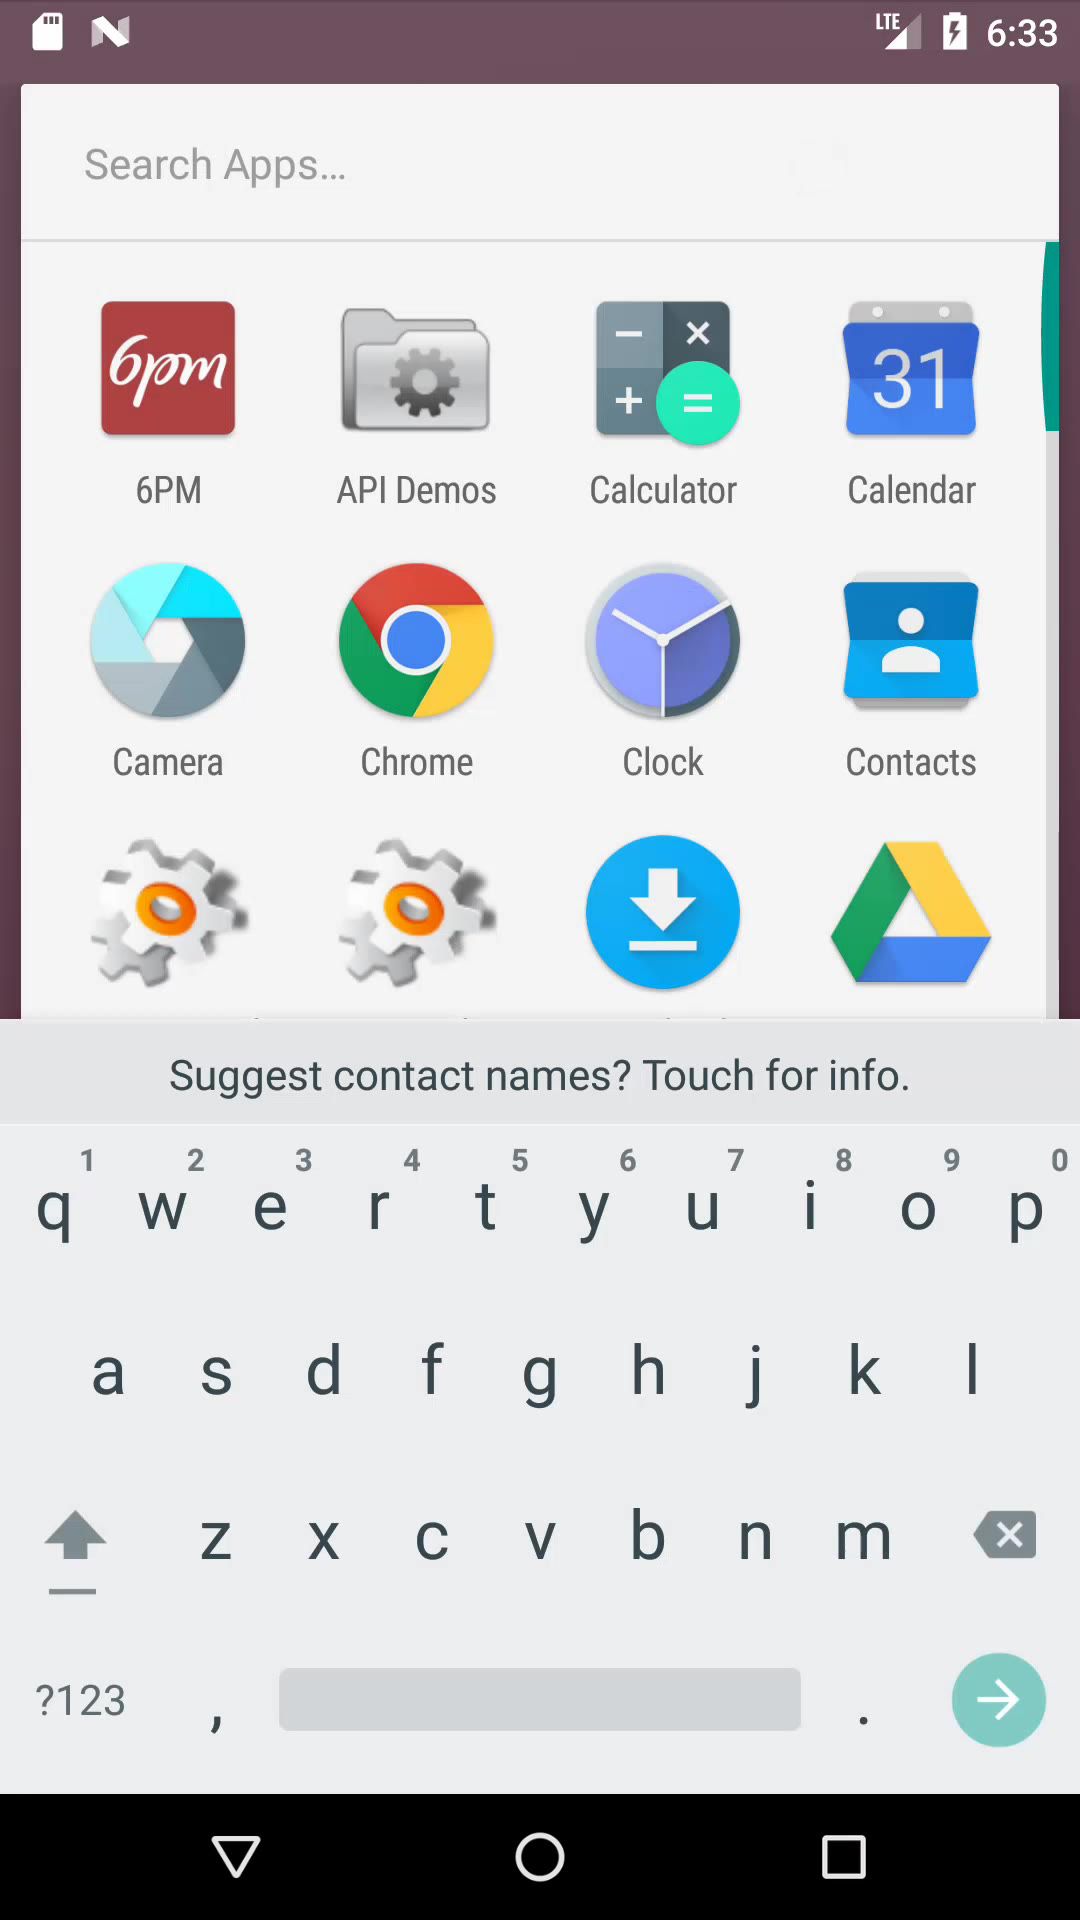 LTE 6:33
Search Apps...
6pm
31
6PM API Demos Calculator Calendar
Camera Chrome Clock Contacts
Suggest contact names? Touch for info.
1 2 3 4 5 6 7 8 9 0
q w e r t y u i o p
a s d f g h j k l
z x c v b n m
?123 , .